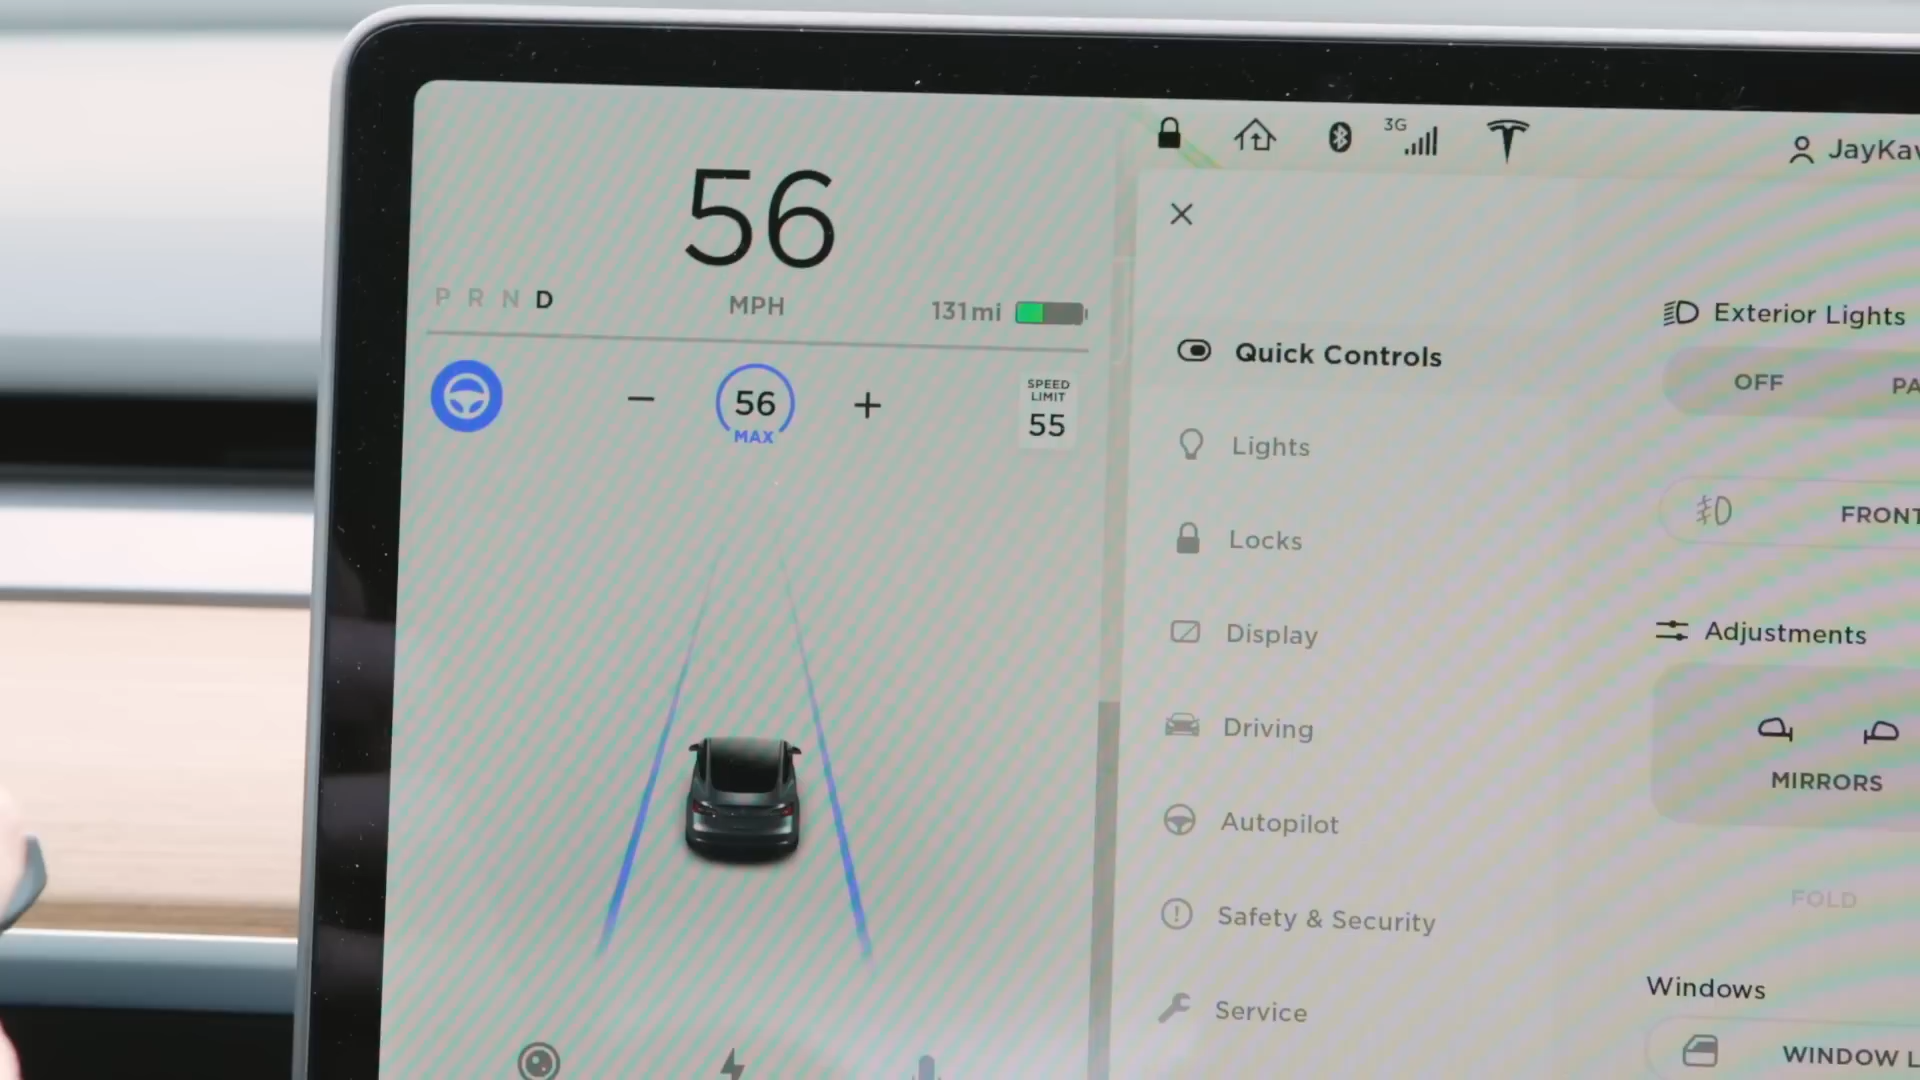 56
MPH
P R N D
131 mi
56
MAX
SPEED
LIMIT
55
3G
Quick Controls
Lights
Locks
Display
Driving
Autopilot
Safety & Security
Service
Exterior Lights
OFF
FRONT
Adjustments
MIRRORS
FOLD
Windows
WINDOW